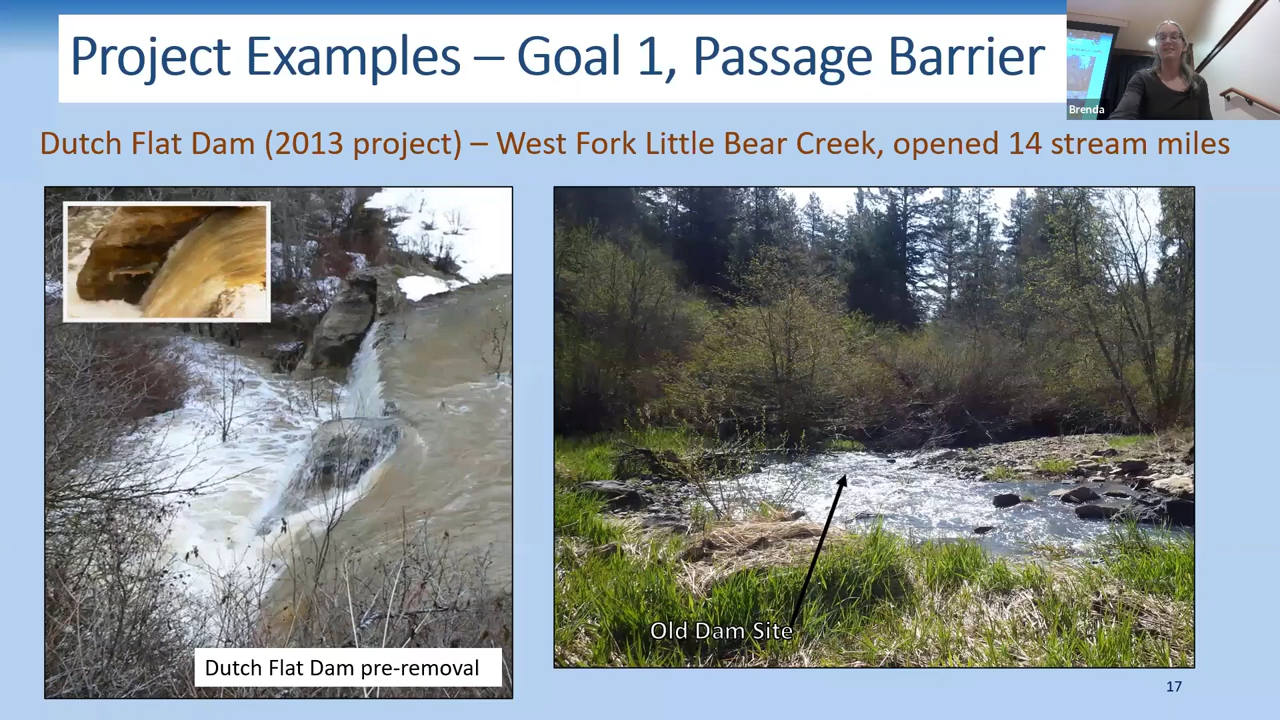 Project Examples – Goal 1, Passage Barrier
Brenda
Dutch Flat Dam (2013 project) – West Fork Little Bear Creek, opened 14 stream miles
Old Dam Site
Dutch Flat Dam pre-removal
17